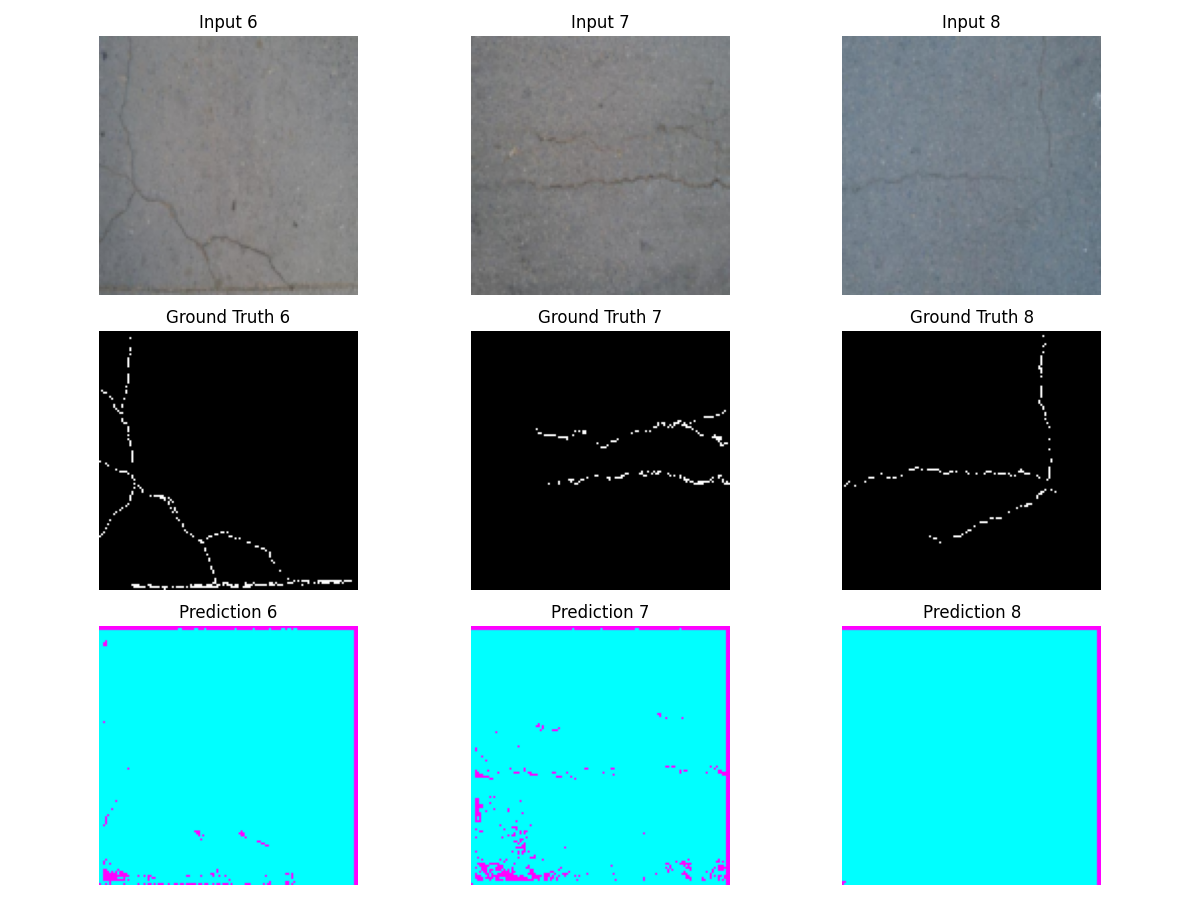 Input 6
Input 7
Input 8
Ground Truth 6
Ground Truth 7
Ground Truth 8
Prediction 6
Prediction 7
Prediction 8